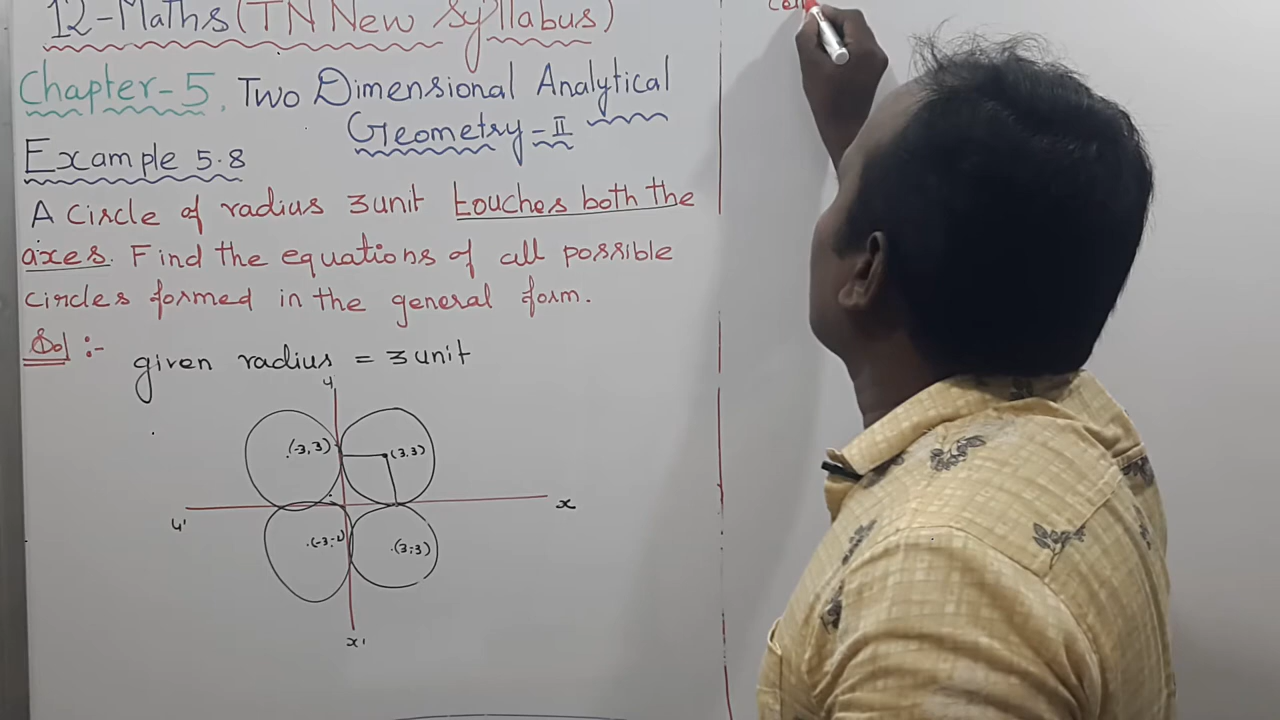 12-Maths (TN New Syllabus)
Chapter-5, Two Dimensional Analytical
Geometry-II
Example 5.8
A circle of radius 3unit touches both the
axes. Find the equations of all possible
circles formed in the general form.
Sol :-
given radius = 3 unit
y
(-3,3) (3,3)
x
y'
(3,-3)
x'